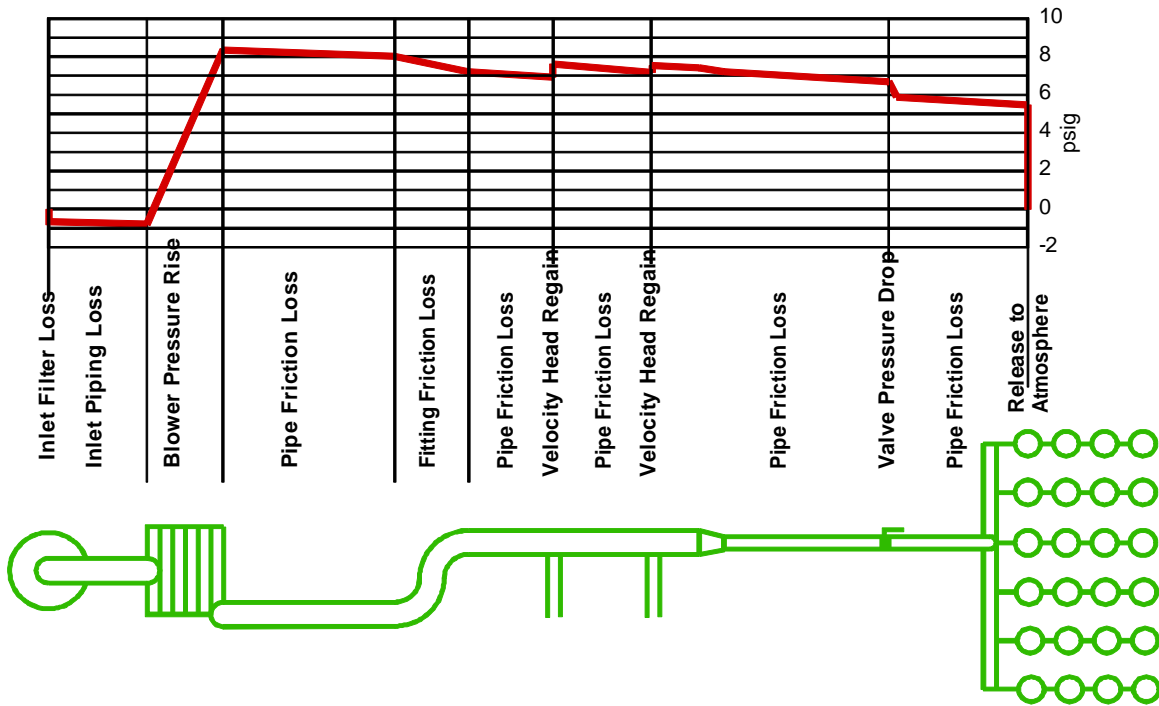 10
8
6
4
2
0
-2
psig
Inlet Filter Loss
Inlet Piping Loss
Blower Pressure Rise
Pipe Friction Loss
Fitting Friction Loss
Pipe Friction Loss
Velocity Head Regain
Pipe Friction Loss
Velocity Head Regain
Pipe Friction Loss
Valve Pressure Drop
Pipe Friction Loss
Release to
Atmosphere